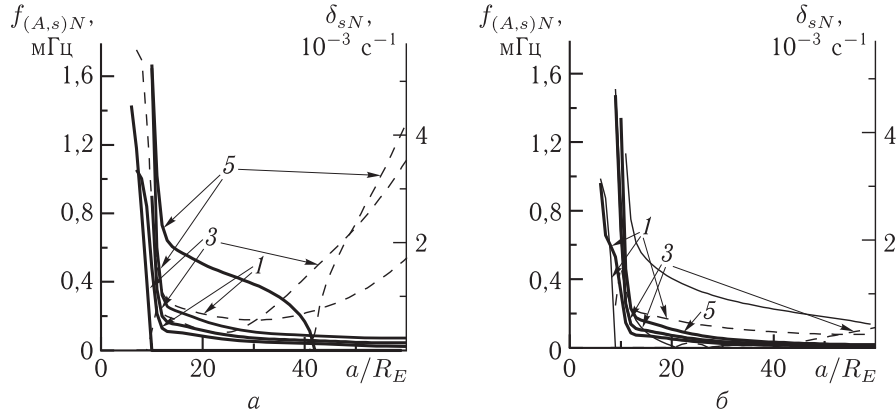 f(A,s)N, δsN, f(A,s)N, δsN,
мГц 10⁻³ с⁻¹ мГц 10⁻³ с⁻¹
1,6 1,6
5 4 4
1,2 1,2
0,8 3 0,8 1
1 2 3 2
0,4 0,4 5
0 0
0 20 40 a/R_E 0 20 40 a/R_E
а б